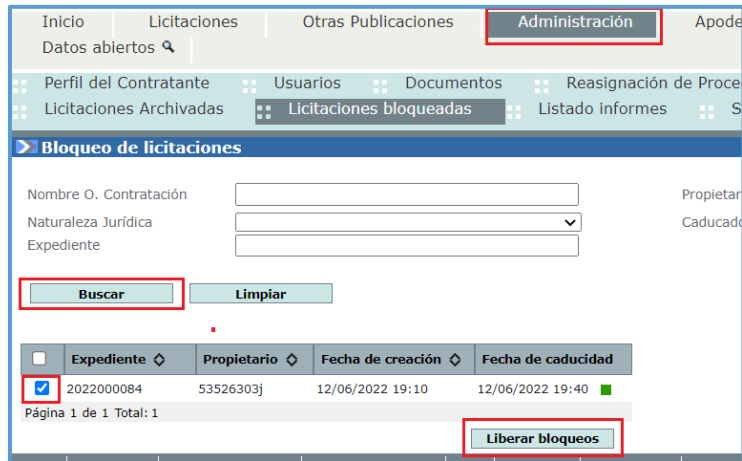 Inicio Licitaciones Otras Publicaciones Administración Apode
Datos abiertos
Perfil del Contratante Usuarios Documentos Reasignación de Proce
Licitaciones Archivadas Licitaciones bloqueadas Listado informes S
Bloqueo de licitaciones
Nombre O. Contratación Propietar
Naturaleza Jurídica Caducado
Expediente
Buscar Limpiar
Expediente Propietario Fecha de creación Fecha de caducidad
2022000084 53526303j 12/06/2022 19:10 12/06/2022 19:40
Página 1 de 1 Total: 1
Liberar bloqueos